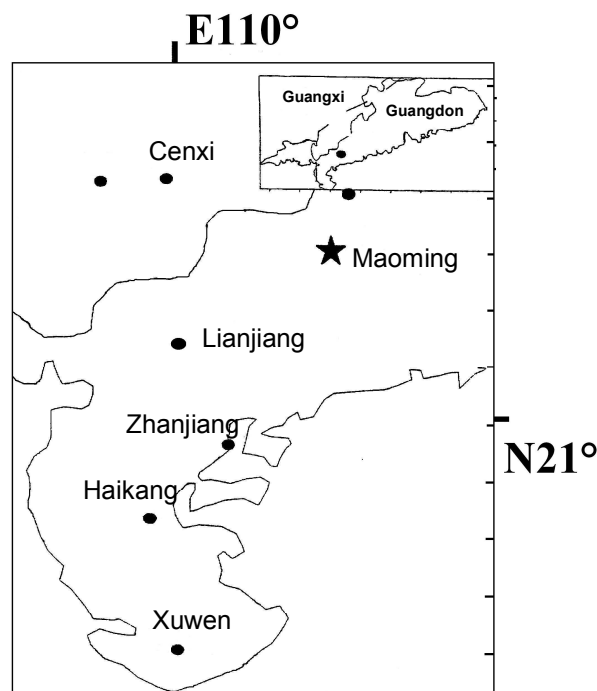 E110°
Guangxi
Guangdon
Cenxi
Maoming
Lianjiang
Zhanjiang
N21°
Haikang
Xuwen